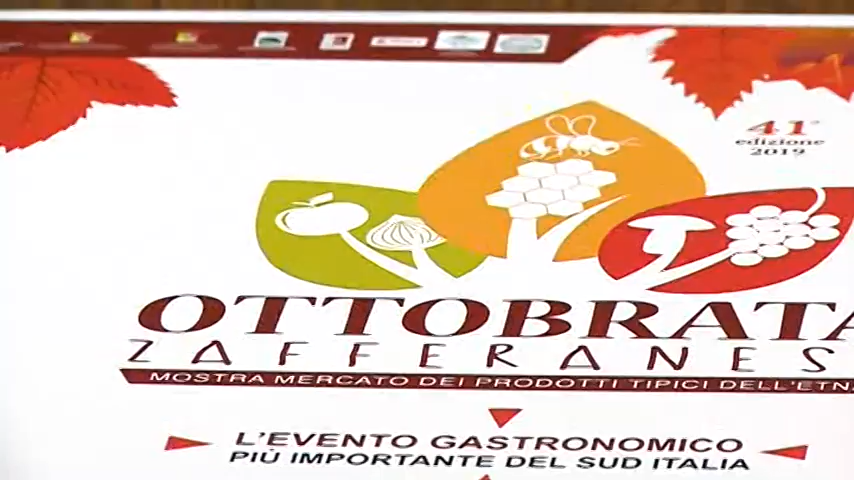 41°
edizione
2019
OTTOBRATA
ZAFFERANES
MOSTRA MERCATO DEI PRODOTTI TIPICI DELL'ETN
L'EVENTO GASTRONOMICO
PIÙ IMPORTANTE DEL SUD ITALIA